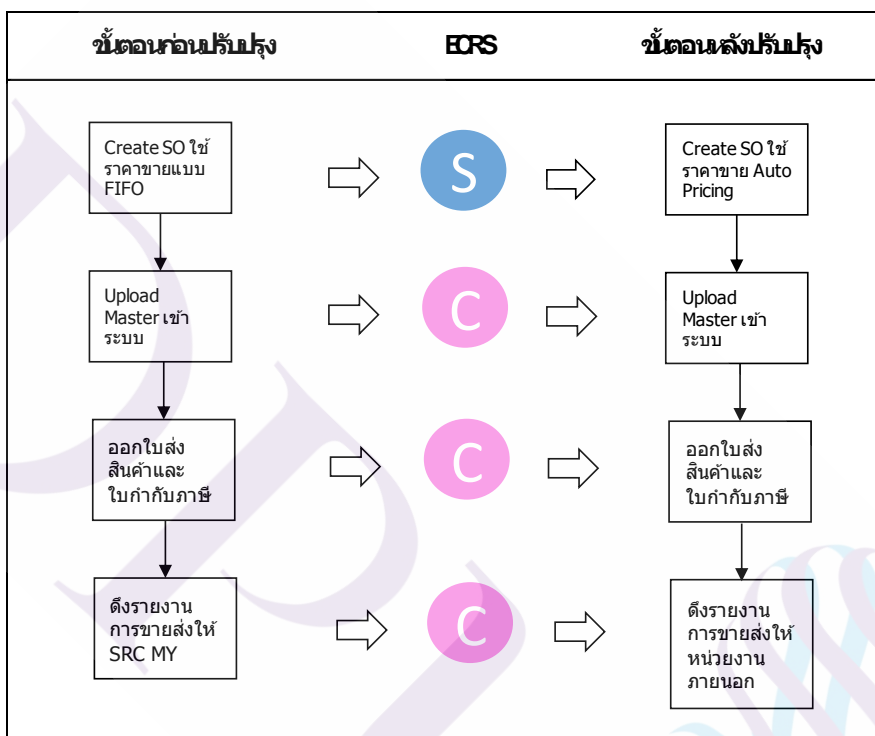 ขั้นตอนก่อนปรับปรุง
ECRS
ขั้นตอนหลังปรับปรุง
Create SO ใช้
ราคาขายแบบ
FIFO
S
Create SO ใช้
ราคาขาย Auto
Pricing
Upload
Master เข้า
ระบบ
C
Upload
Master เข้า
ระบบ
ออกใบส่ง
สินค้าและ
ใบกำกับภาษี
C
ออกใบส่ง
สินค้าและ
ใบกำกับภาษี
ดึงรายงาน
การขายส่งให้
SRC MY
C
ดึงรายงาน
การขายส่งให้
หน่วยงาน
ภายนอก